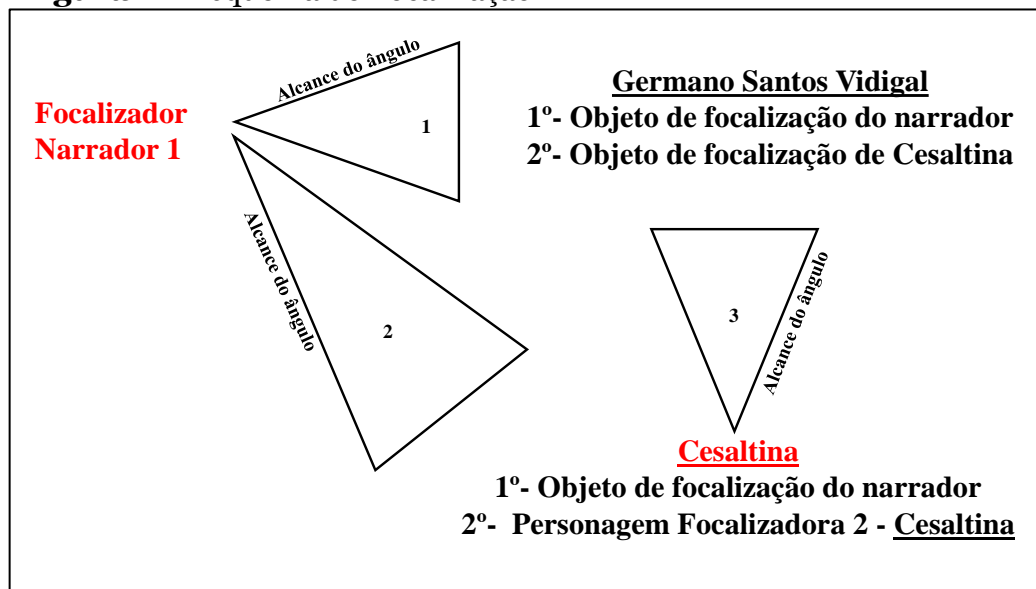 Alcance do ângulo
Focalizador
Narrador 1
1
Germano Santos Vidigal
1º- Objeto de focalização do narrador
2º- Objeto de focalização de Cesaltina
Alcance do ângulo
2
3
Alcance do ângulo
Cesaltina
1º- Objeto de focalização do narrador
2º- Personagem Focalizadora 2 - Cesaltina